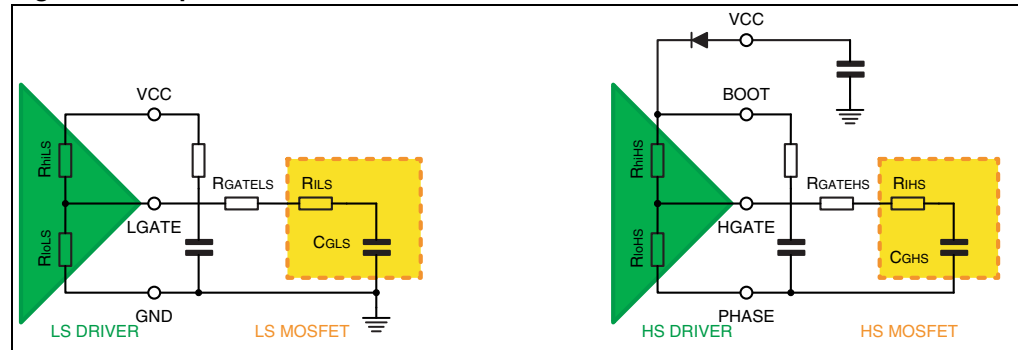 VCC
RhiLS
RGATELS
RILS
LGATE
CGLS
RloLS
GND
LS DRIVER
LS MOSFET
VCC
BOOT
RhiHS
RGATEHS
RIHS
HGATE
CGHS
RloHS
PHASE
HS DRIVER
HS MOSFET